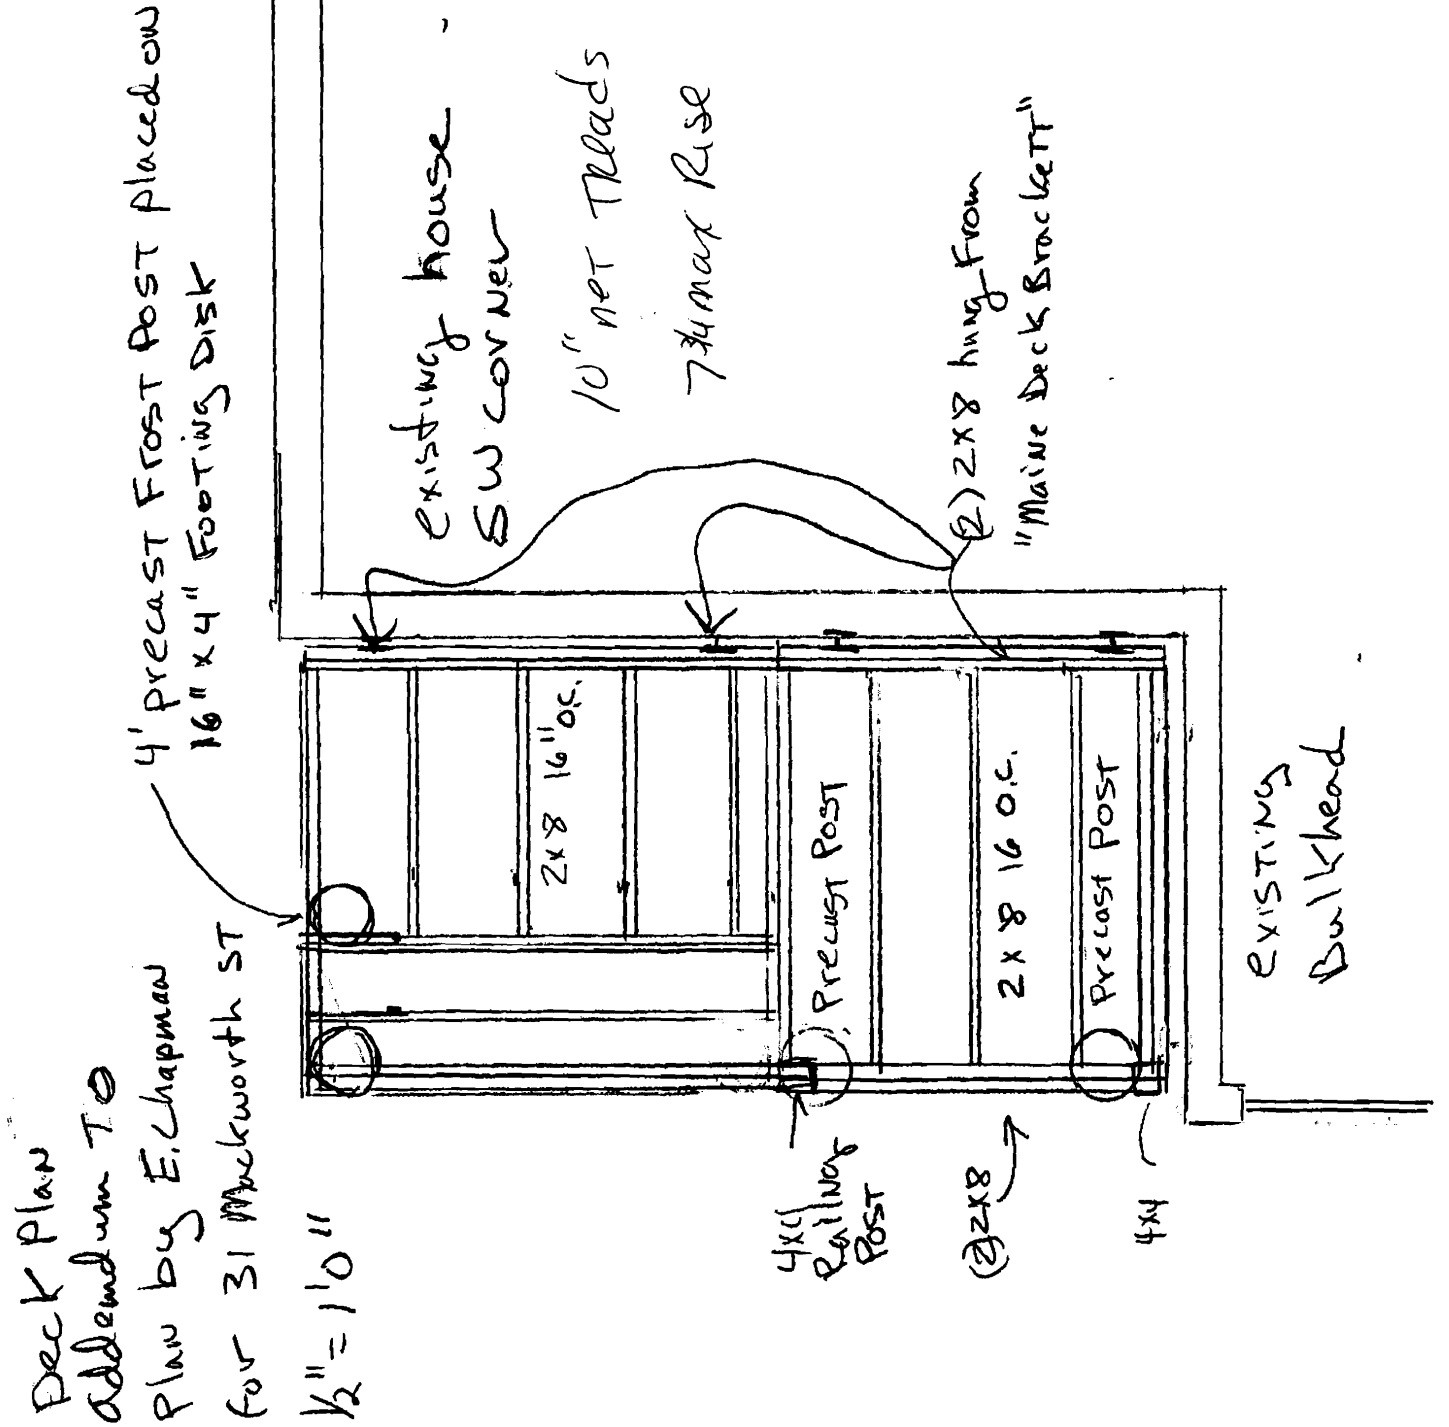 Deck Plan
addendum To
Plan by E. Chapman
for 31 Mackworth ST
1/2" = 1'0"
4' precast Frost Post placed on
16" x 4" Footing Disk
existing house
SW corner
10" net Treads
7 3/4 max Rise
(2) 2x8 hung From
"Maine Deck Brackett"
2x8 16" o.c.
Precast Post
2x8 16 o.c.
Precast Post
4x4
Railing
Post
(2) 2x8
4x4
existing
Bulkhead